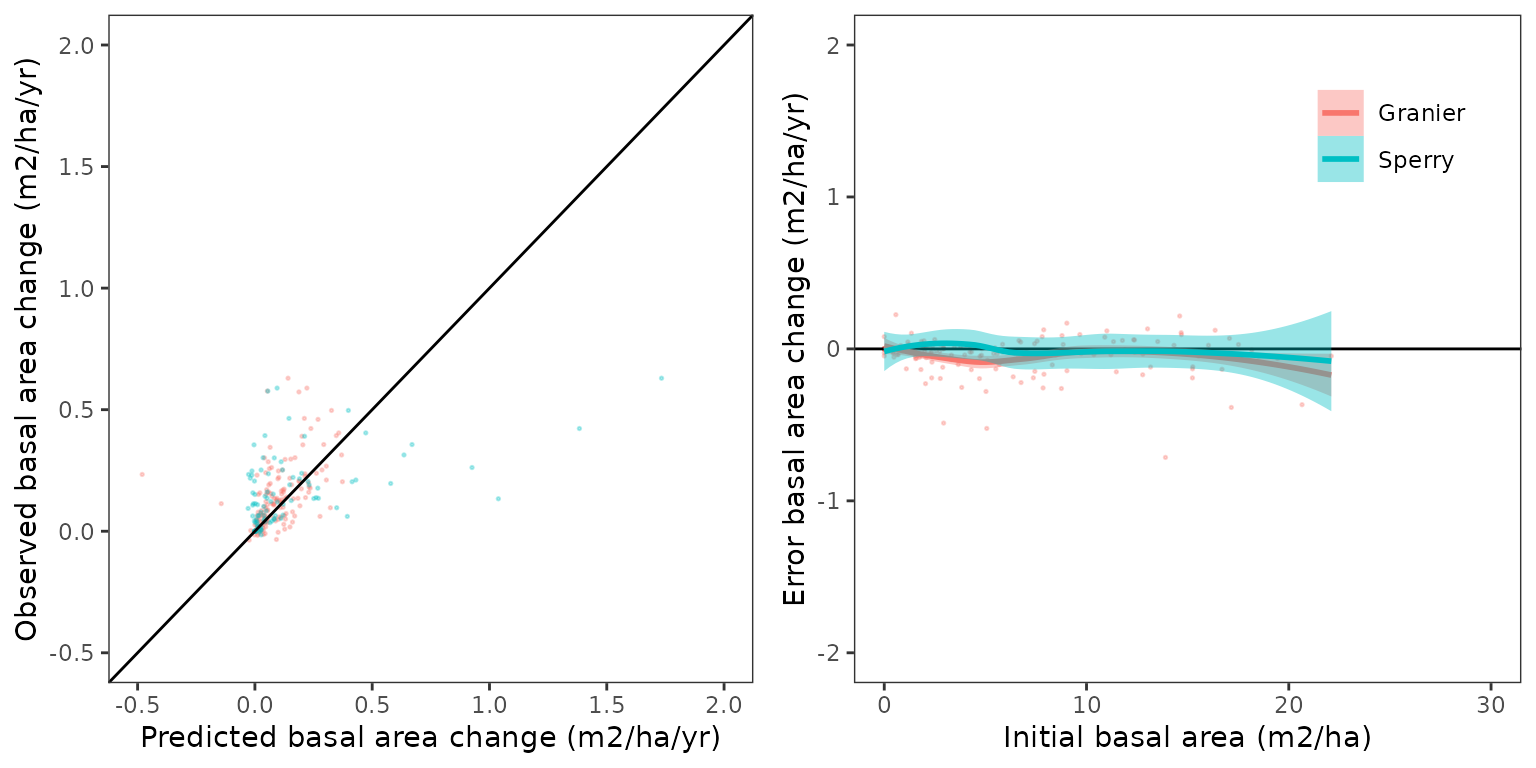 Observed basal area change (m2/ha/yr)
2.0
1.5
1.0
0.5
0.0
-0.5
-0.5 0.0 0.5 1.0 1.5 2.0
Predicted basal area change (m2/ha/yr)
Error basal area change (m2/ha/yr)
2
1
0
-1
-2
Granier
Sperry
0 10 20 30
Initial basal area (m2/ha)